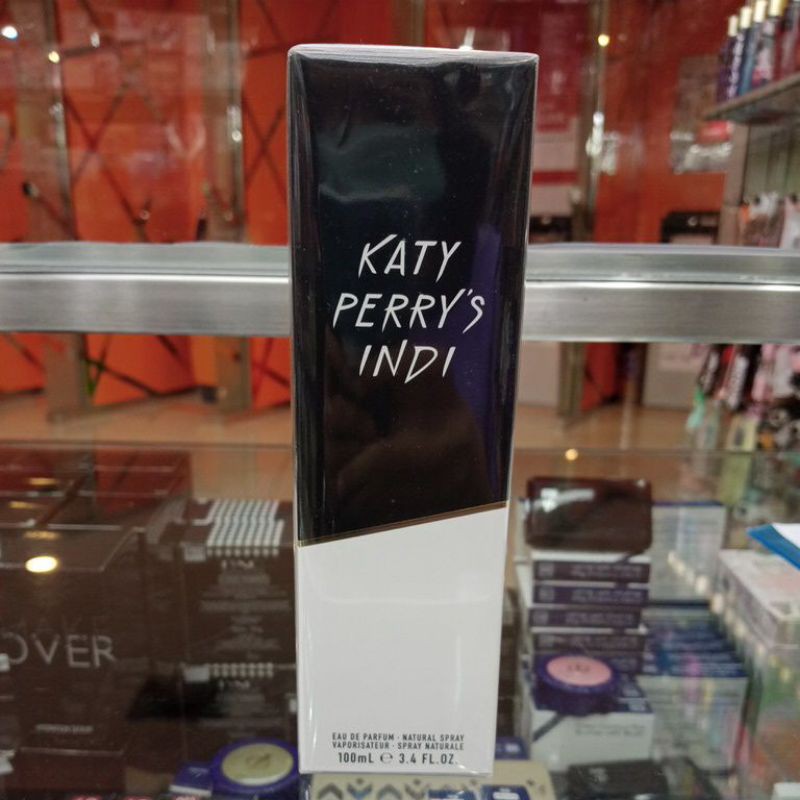 KATY
PERRY'S
INDI
EAU DE PARFUM · NATURAL SPRAY
VAPORISATEUR · SPRAY NATURALE
100mL ℮ 3.4 FL.OZ.
OVER